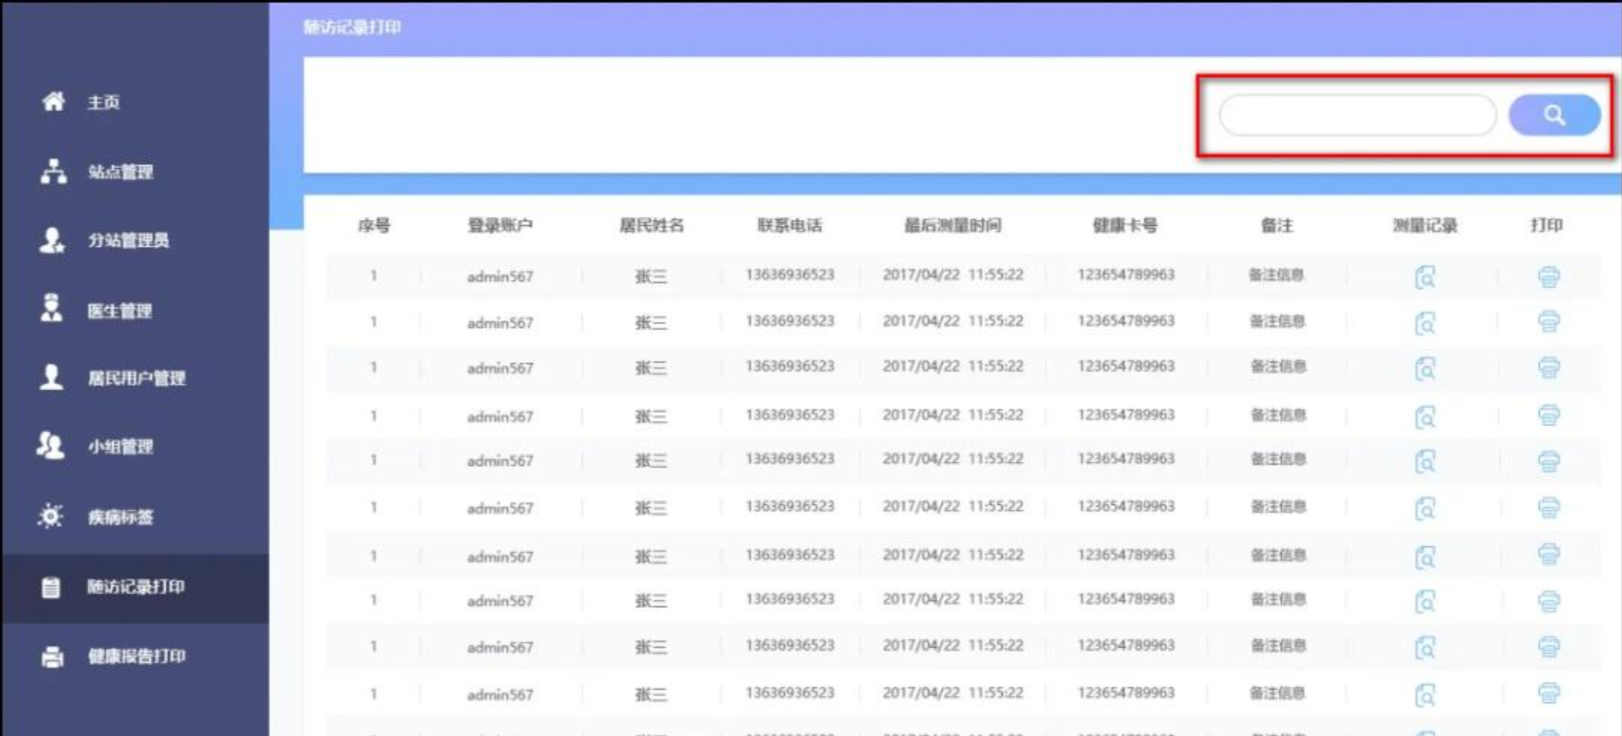 随访记录打印
主页
站点管理
分站管理员
医生管理
居民用户管理
小组管理
疾病标签
随访记录打印
健康报告打印
序号 登录账户 居民姓名 联系电话 最后测量时间 健康卡号 备注 测量记录 打印
1 admin567 张三 13636936523 2017/04/22 11:55:22 123654789963 备注信息
1 admin567 张三 13636936523 2017/04/22 11:55:22 123654789963 备注信息
1 admin567 张三 13636936523 2017/04/22 11:55:22 123654789963 备注信息
1 admin567 张三 13636936523 2017/04/22 11:55:22 123654789963 备注信息
1 admin567 张三 13636936523 2017/04/22 11:55:22 123654789963 备注信息
1 admin567 张三 13636936523 2017/04/22 11:55:22 123654789963 备注信息
1 admin567 张三 13636936523 2017/04/22 11:55:22 123654789963 备注信息
1 admin567 张三 13636936523 2017/04/22 11:55:22 123654789963 备注信息
1 admin567 张三 13636936523 2017/04/22 11:55:22 123654789963 备注信息
1 admin567 张三 13636936523 2017/04/22 11:55:22 123654789963 备注信息